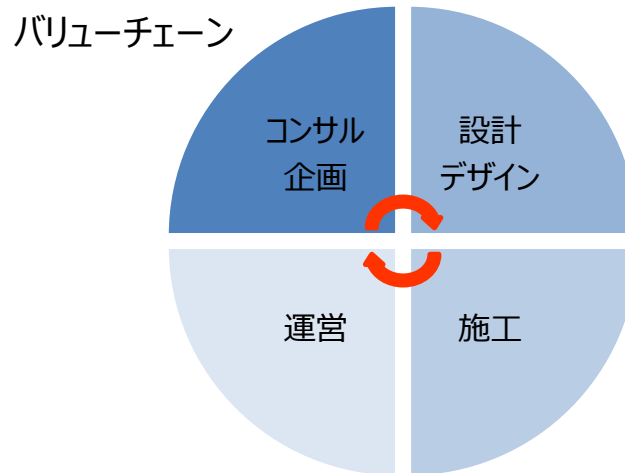 バリューチェーン
コンサル
企画
設計
デザイン
運営
施工